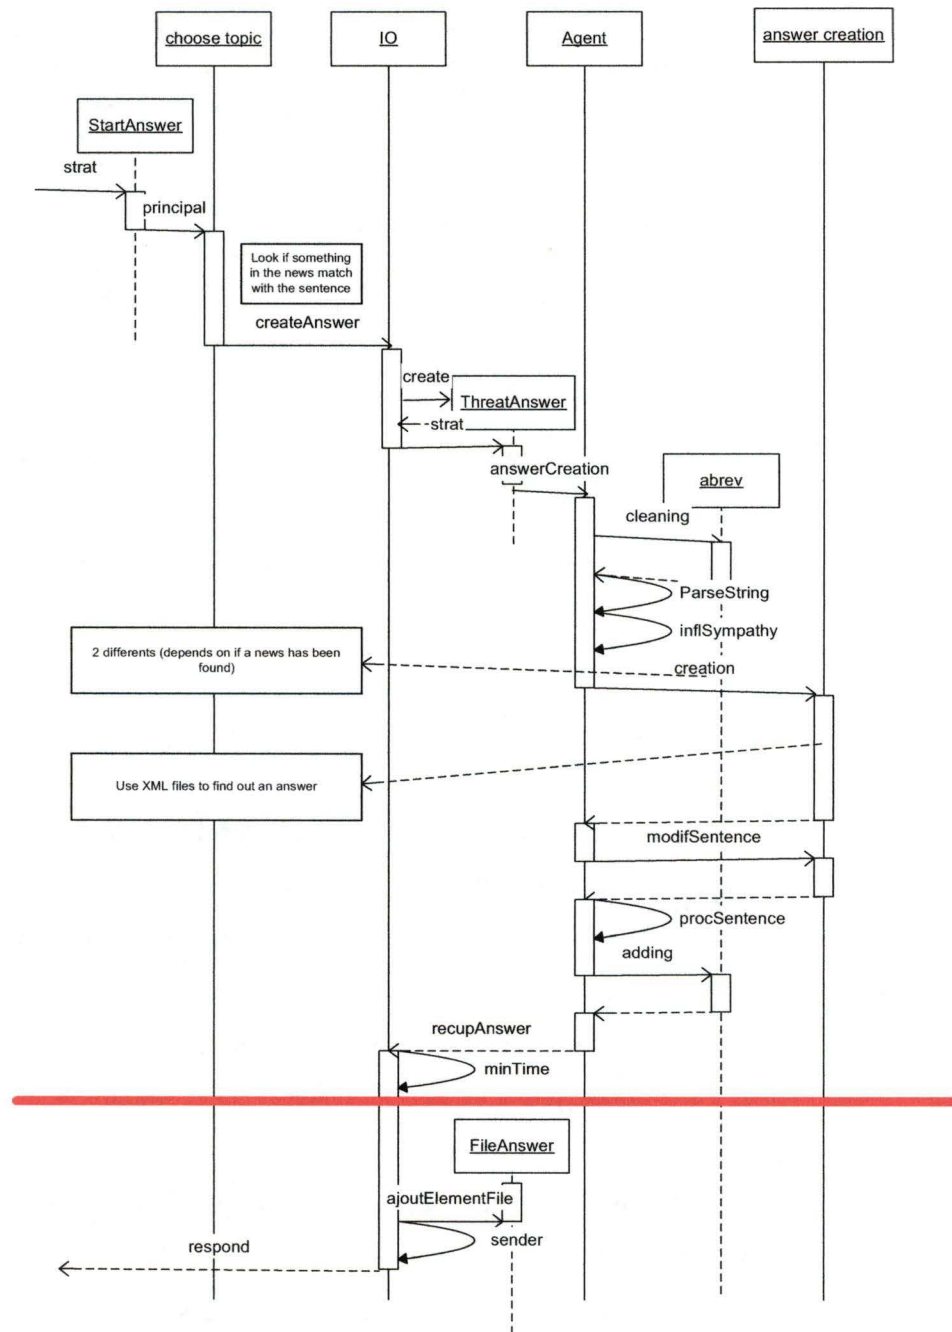 choose topic
IO
Agent
answer creation
StartAnswer
strat
principal
Look if something
in the news match
with the sentence
createAnswer
create
ThreatAnswer
strat
answerCreation
abrev
cleaning
ParseString
inflSympathy
2 differents (depends on if a news has been
found)
creation
Use XML files to find out an answer
modifSentence
procSentence
adding
recupAnswer
minTime
FileAnswer
ajoutElementFile
sender
respond